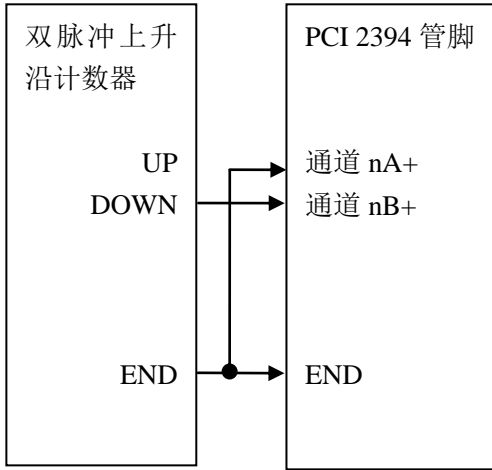 双脉冲上升
沿计数器
UP
DOWN
END
PCI 2394 管脚
通道 nA+
通道 nB+
END